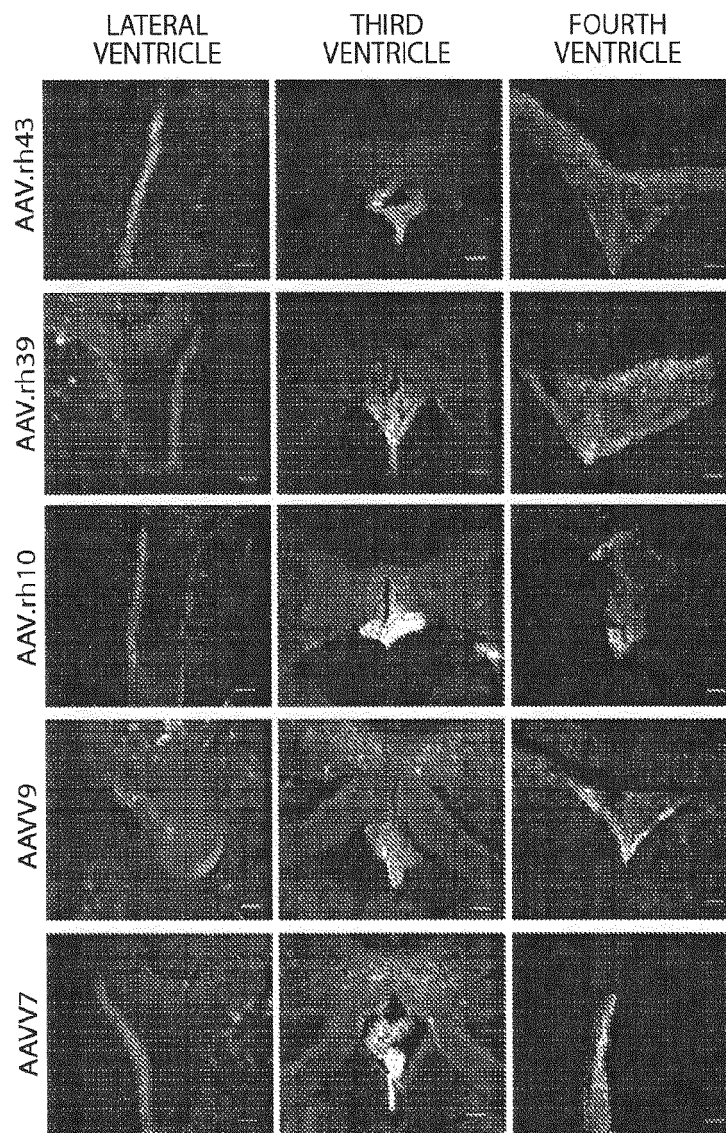 LATERAL VENTRICLE
THIRD VENTRICLE
FOURTH VENTRICLE
AAV.rh43
AAV.rh39
AAV.rh10
AAVV9
AAVV7